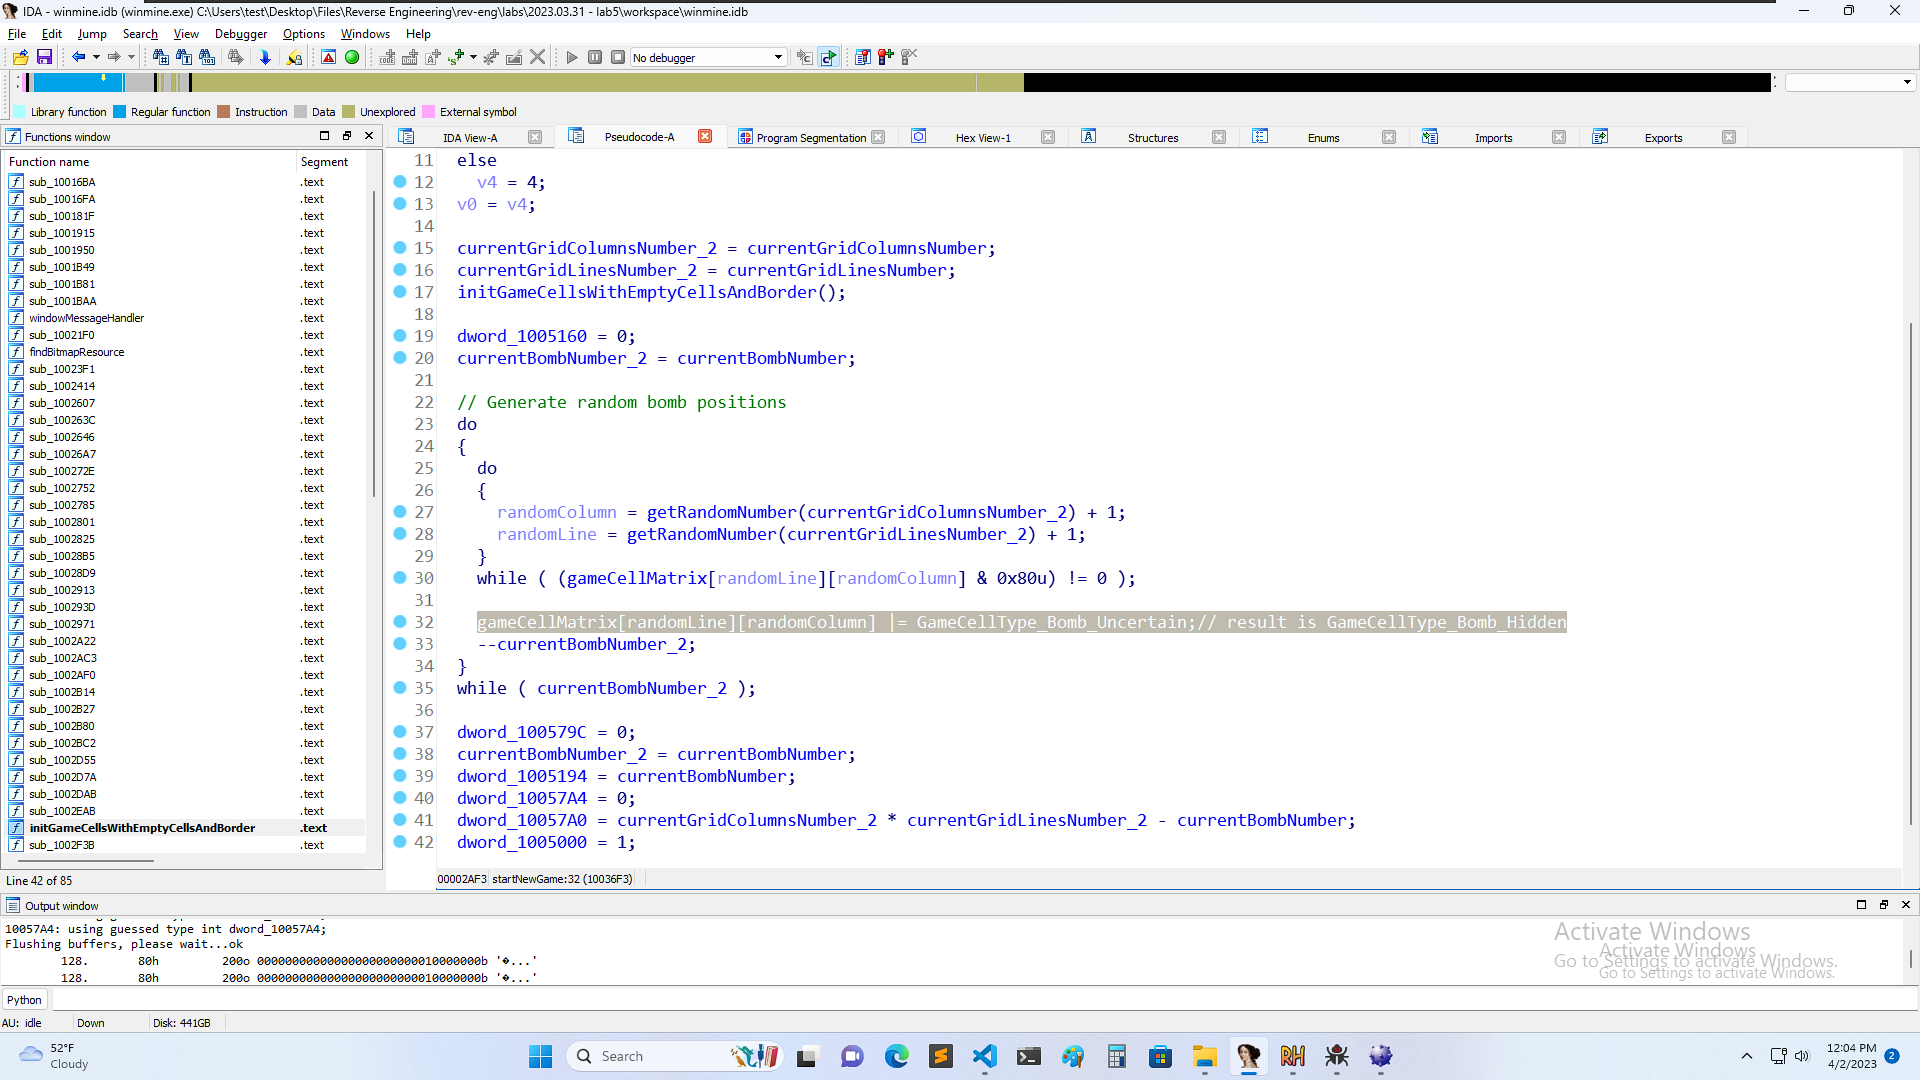 IDA - winmine.idb (winmine.exe) C:\Users\test\Desktop\Files\Reverse Engineering\rev-eng\labs\2023.03.31 - lab5\workspace\winmine.idb
File Edit Jump Search View Debugger Options Windows Help
No debugger
Library function Regular function Instruction Data Unexplored External symbol
Functions window
IDA View-A Pseudocode-A Program Segmentation Hex View-1 Structures Enums Imports Exports
Function name Segment
sub_10016BA .text
sub_10016FA .text
sub_100181F .text
sub_1001915 .text
sub_1001950 .text
sub_1001B49 .text
sub_1001B81 .text
sub_1001BAA .text
windowMessageHandler .text
sub_10021F0 .text
findBitmapResource .text
sub_10023F1 .text
sub_1002414 .text
sub_1002607 .text
sub_100263C .text
sub_1002646 .text
sub_10026A7 .text
sub_100272E .text
sub_1002752 .text
sub_1002785 .text
sub_1002801 .text
sub_1002825 .text
sub_10028B5 .text
sub_10028D9 .text
sub_1002913 .text
sub_100293D .text
sub_1002971 .text
sub_1002A22 .text
sub_1002AC3 .text
sub_1002AF0 .text
sub_1002B14 .text
sub_1002B27 .text
sub_1002B80 .text
sub_1002BC2 .text
sub_1002D55 .text
sub_1002D7A .text
sub_1002DAB .text
sub_1002EAB .text
initGameCellsWithEmptyCellsAndBorder .text
sub_1002F3B .text
Line 42 of 85
11 else
12 v4 = 4;
13 v0 = v4;
14
15 currentGridColumnsNumber_2 = currentGridColumnsNumber;
16 currentGridLinesNumber_2 = currentGridLinesNumber;
17 initGameCellsWithEmptyCellsAndBorder();
18
19 dword_1005160 = 0;
20 currentBombNumber_2 = currentBombNumber;
21
22 // Generate random bomb positions
23 do
24 {
25 do
26 {
27 randomColumn = getRandomNumber(currentGridColumnsNumber_2) + 1;
28 randomLine = getRandomNumber(currentGridLinesNumber_2) + 1;
29 }
30 while ( (gameCellMatrix[randomLine][randomColumn] & 0x80u) != 0 );
31
32 gameCellMatrix[randomLine][randomColumn] |= GameCellType_Bomb_Uncertain;// result is GameCellType_Bomb_Hidden
33 --currentBombNumber_2;
34 }
35 while ( currentBombNumber_2 );
36
37 dword_100579C = 0;
38 currentBombNumber_2 = currentBombNumber;
39 dword_1005194 = currentBombNumber;
40 dword_10057A4 = 0;
41 dword_10057A0 = currentGridColumnsNumber_2 * currentGridLinesNumber_2 - currentBombNumber;
42 dword_1005000 = 1;
00002AF3 startNewGame:32 (10036F3)
Output window
10057A4: using guessed type int dword_10057A4;
Flushing buffers, please wait...ok
128. 80h 200o 00000000000000000000000010000000b '�...'
128. 80h 200o 00000000000000000000000010000000b '�...'
Activate Windows
Activate Windows
Go to Settings to activate Windows.
Go to Settings to activate Windows.
Python
AU: idle Down Disk: 441GB
52°F
Cloudy
Search
RH
12:04 PM
4/2/2023
2